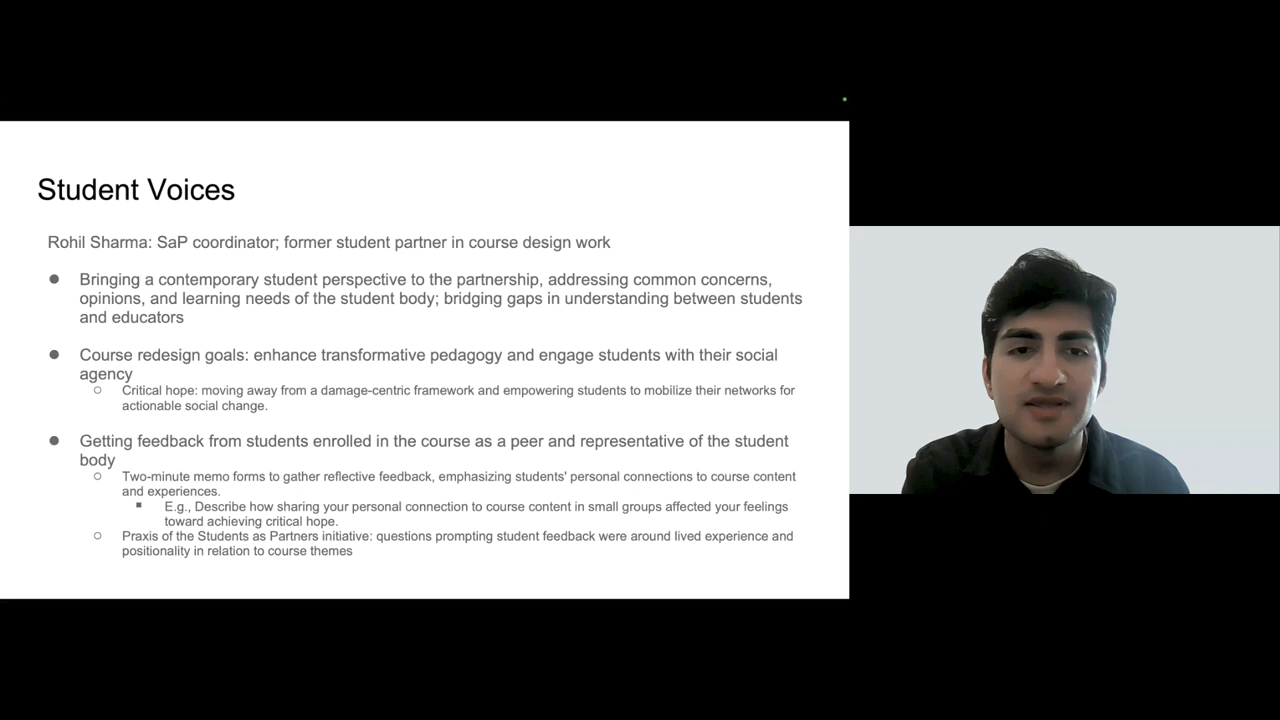 Student Voices
Rohil Sharma: SaP coordinator; former student partner in course design work
● Bringing a contemporary student perspective to the partnership, addressing common concerns,
opinions, and learning needs of the student body; bridging gaps in understanding between students
and educators
● Course redesign goals: enhance transformative pedagogy and engage students with their social
agency
○ Critical hope: moving away from a damage-centric framework and empowering students to mobilize their networks for
actionable social change.
● Getting feedback from students enrolled in the course as a peer and representative of the student
body
○ Two-minute memo forms to gather reflective feedback, emphasizing students' personal connections to course content
and experiences.
■ E.g., Describe how sharing your personal connection to course content in small groups affected your feelings
toward achieving critical hope.
○ Praxis of the Students as Partners initiative: questions prompting student feedback were around lived experience and
positionality in relation to course themes